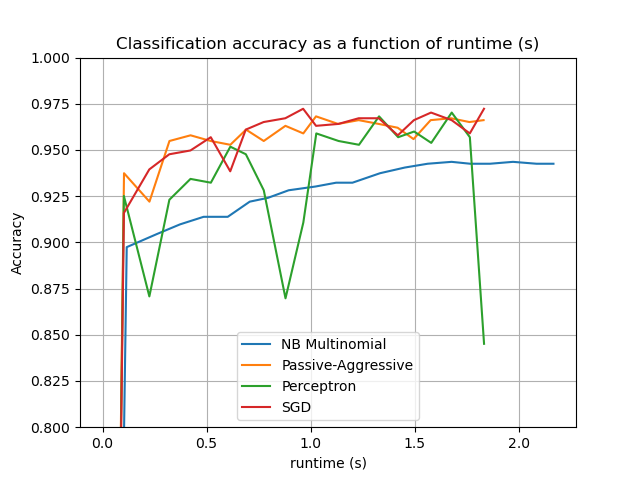 Classification accuracy as a function of runtime (s)
1.000
0.975
0.950
0.925
0.900
0.875
0.850
0.825
0.800
Accuracy
NB Multinomial
Passive-Aggressive
Perceptron
SGD
0.0 0.5 1.0 1.5 2.0
runtime (s)